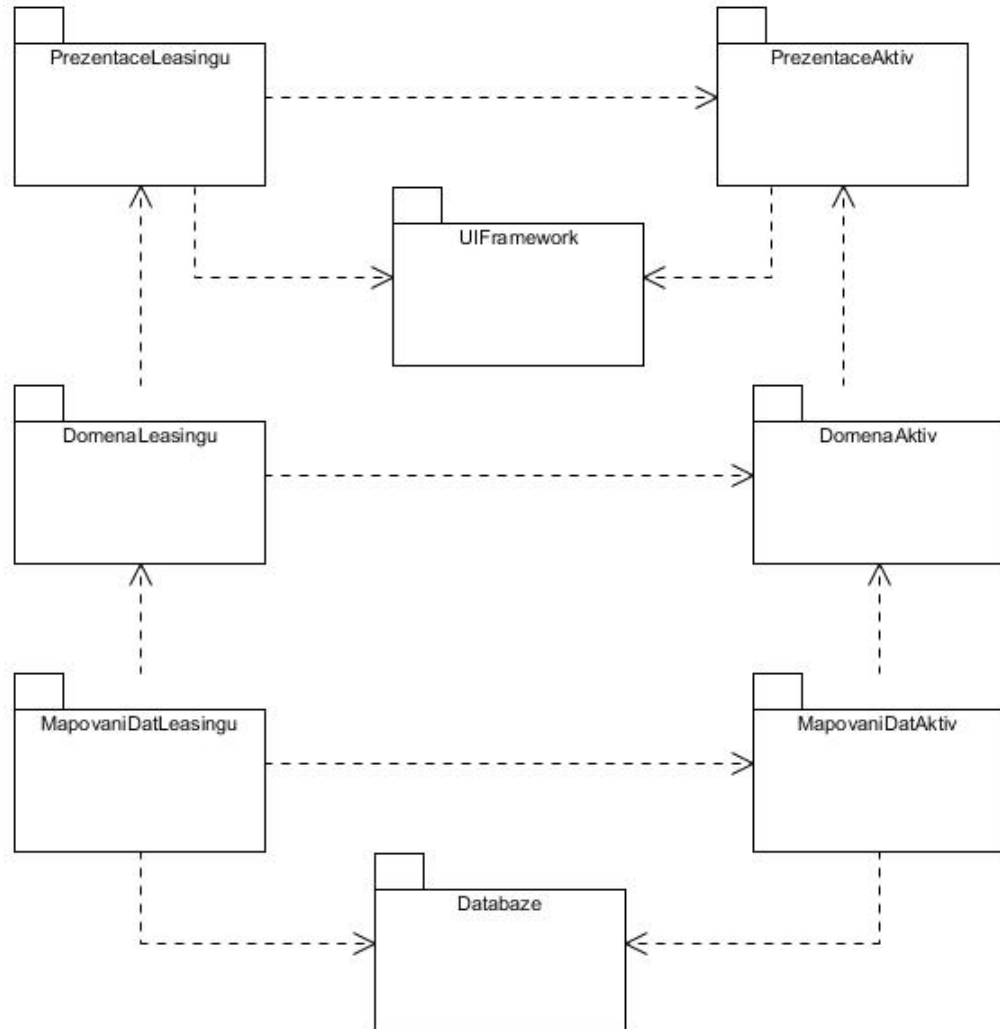 PrezentaceLeasingu
PrezentaceAktiv
UIFramework
DomenaLeasingu
DomenaAktiv
MapovaniDatLeasingu
MapovaniDatAktiv
Databaze